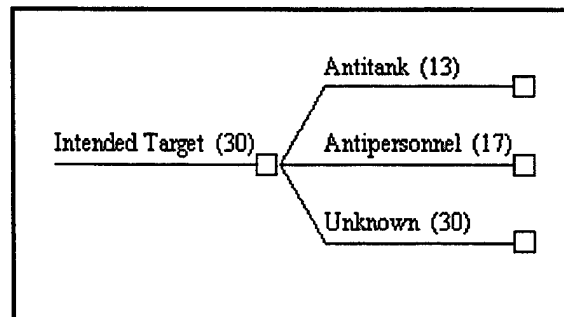 Antitank (13)
Intended Target (30)
Antipersonnel (17)
Unknown (30)